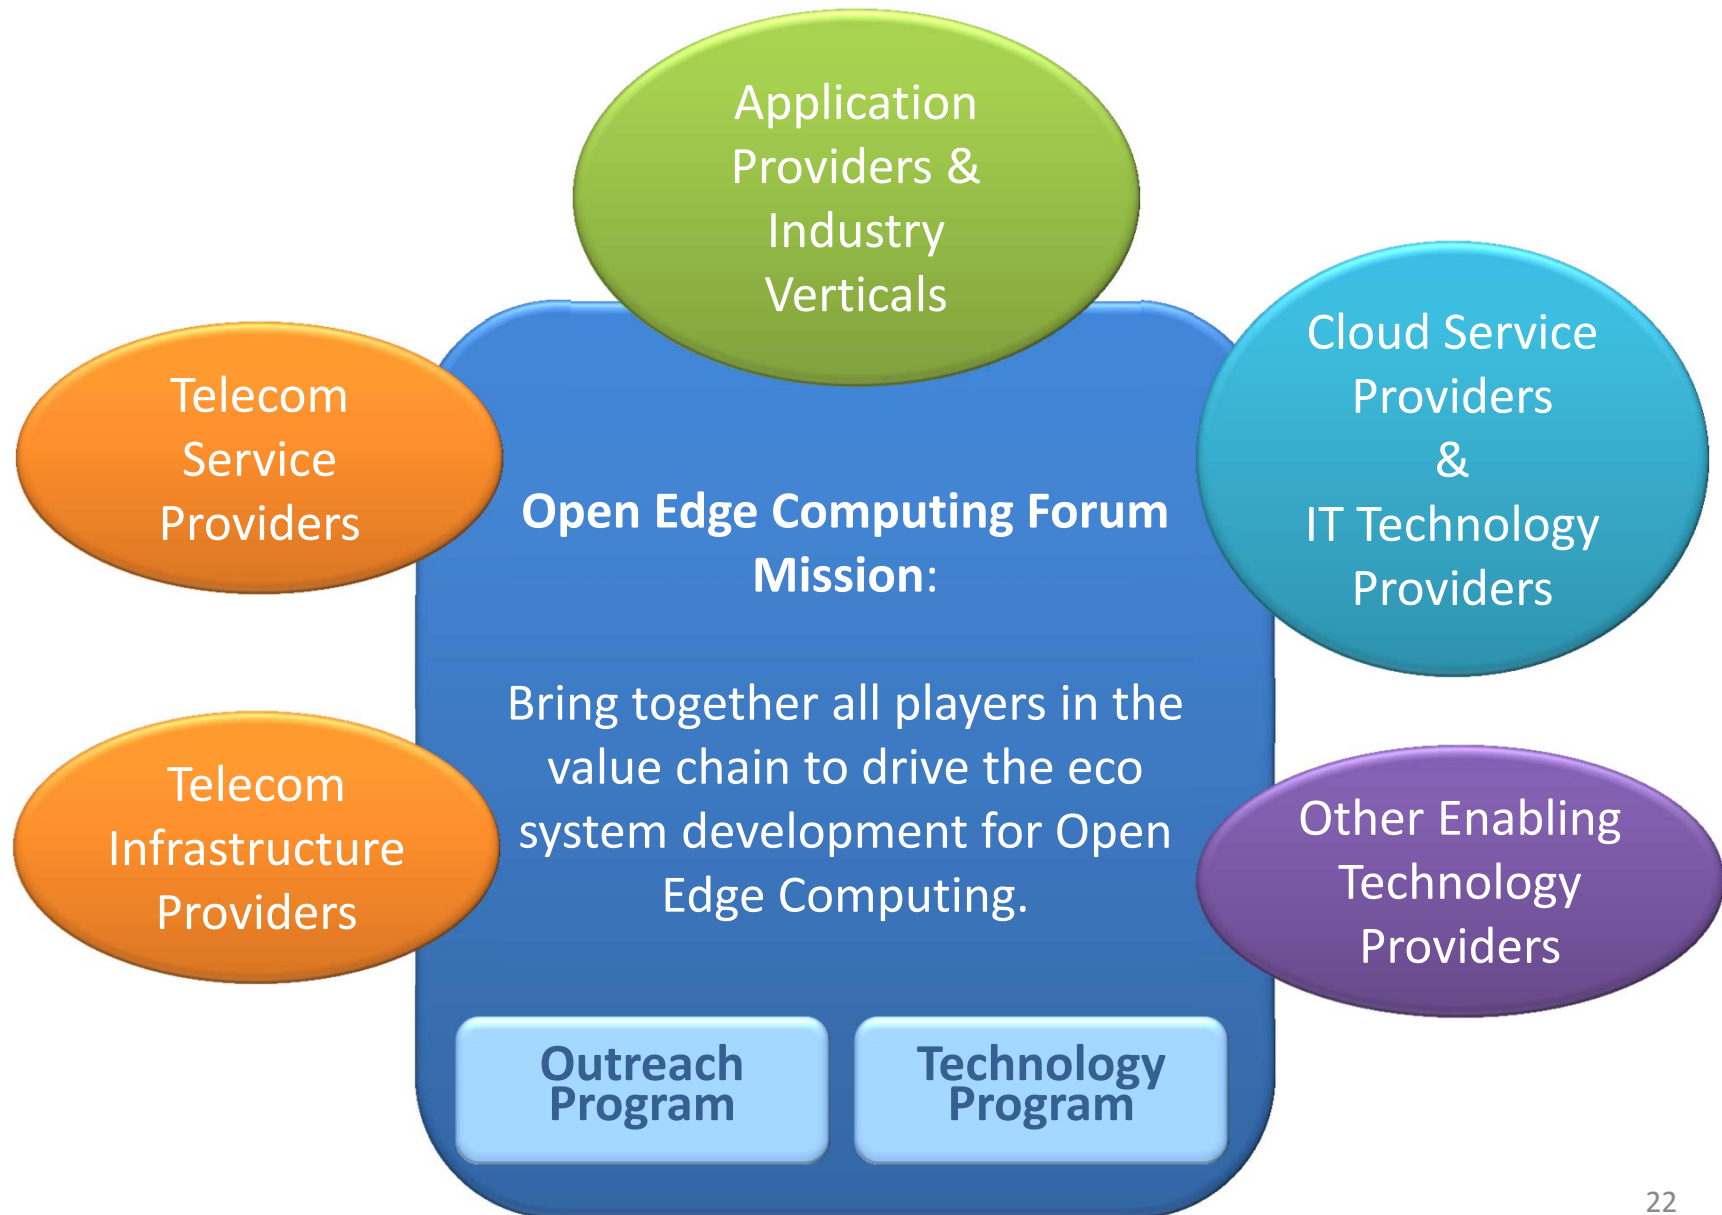 Application
Providers &
Industry
Verticals
Telecom
Service
Providers
Cloud Service
Providers
&
IT Technology
Providers
Open Edge Computing Forum
Mission:
Bring together all players in the
value chain to drive the eco
system development for Open
Edge Computing.
Telecom
Infrastructure
Providers
Other Enabling
Technology
Providers
Outreach
Program
Technology
Program
22